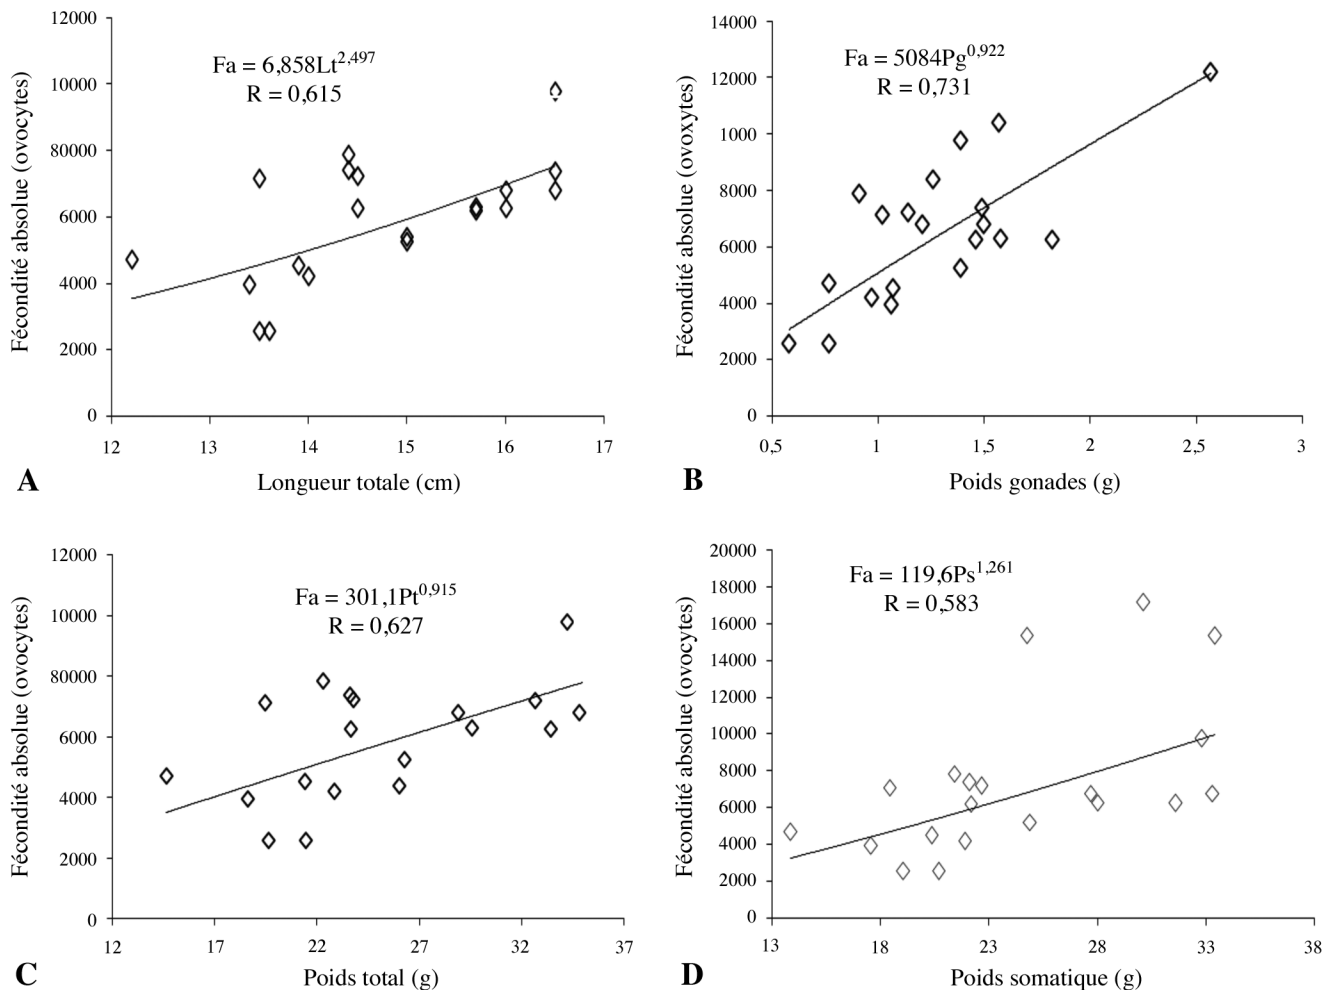 12000
10000
80000
6000
4000
2000
0
Fécondité absolue (ovocytes)
Fa = 6,858Lt^2,497
R = 0,615
12 13 14 15 16 17
Longueur totale (cm)
A
14000
12000
1000
8000
6000
4000
2000
0
Fécondité absolue (ovoxytes)
Fa = 5084Pg^0,922
R = 0,731
0,5 1 1,5 2 2,5 3
Poids gonades (g)
B
12000
10000
80000
6000
4000
2000
0
Fécondité absolue (ovocytes)
Fa = 301,1Pt^0,915
R = 0,627
12 17 22 27 32 37
Poids total (g)
C
20000
16000
14000
12000
10000
8000
6000
4000
2000
0
Fécondité absolue (ovocytes)
Fa = 119,6Ps^1,261
R = 0,583
13 18 23 28 33 38
Poids somatique (g)
D